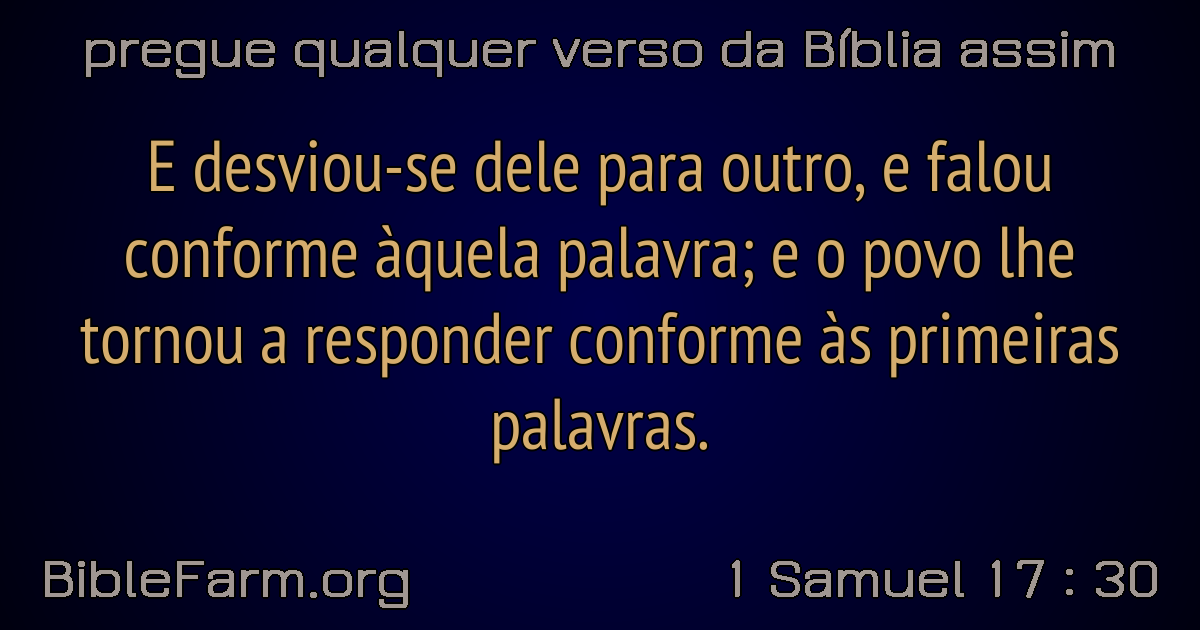 pregue qualquer verso da Bíblia assim
E desviou-se dele para outro, e falou
conforme àquela palavra; e o povo lhe
tornou a responder conforme às primeiras
palavras.
BibleFarm.org
1 Samuel 17 : 30